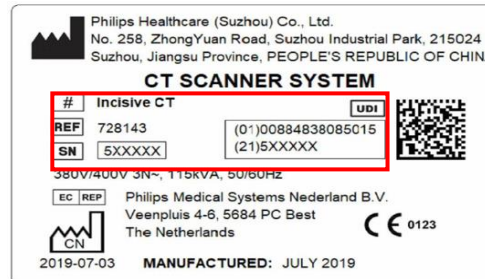 Philips Healthcare (Suzhou) Co., Ltd.
No. 258, ZhongYuan Road, Suzhou Industrial Park, 215024
Suzhou, Jiangsu Province, PEOPLE'S REPUBLIC OF CHIN
CT SCANNER SYSTEM
# Incisive CT UDI
REF 728143 (01)00884838085015
SN 5XXXXX (21)5XXXXX
380V/400V 3N~, 115kVA, 50/60Hz
EC REP Philips Medical Systems Nederland B.V.
Veenpluis 4-6, 5684 PC Best
The Netherlands
CE 0123
CN
2019-07-03 MANUFACTURED: JULY 2019